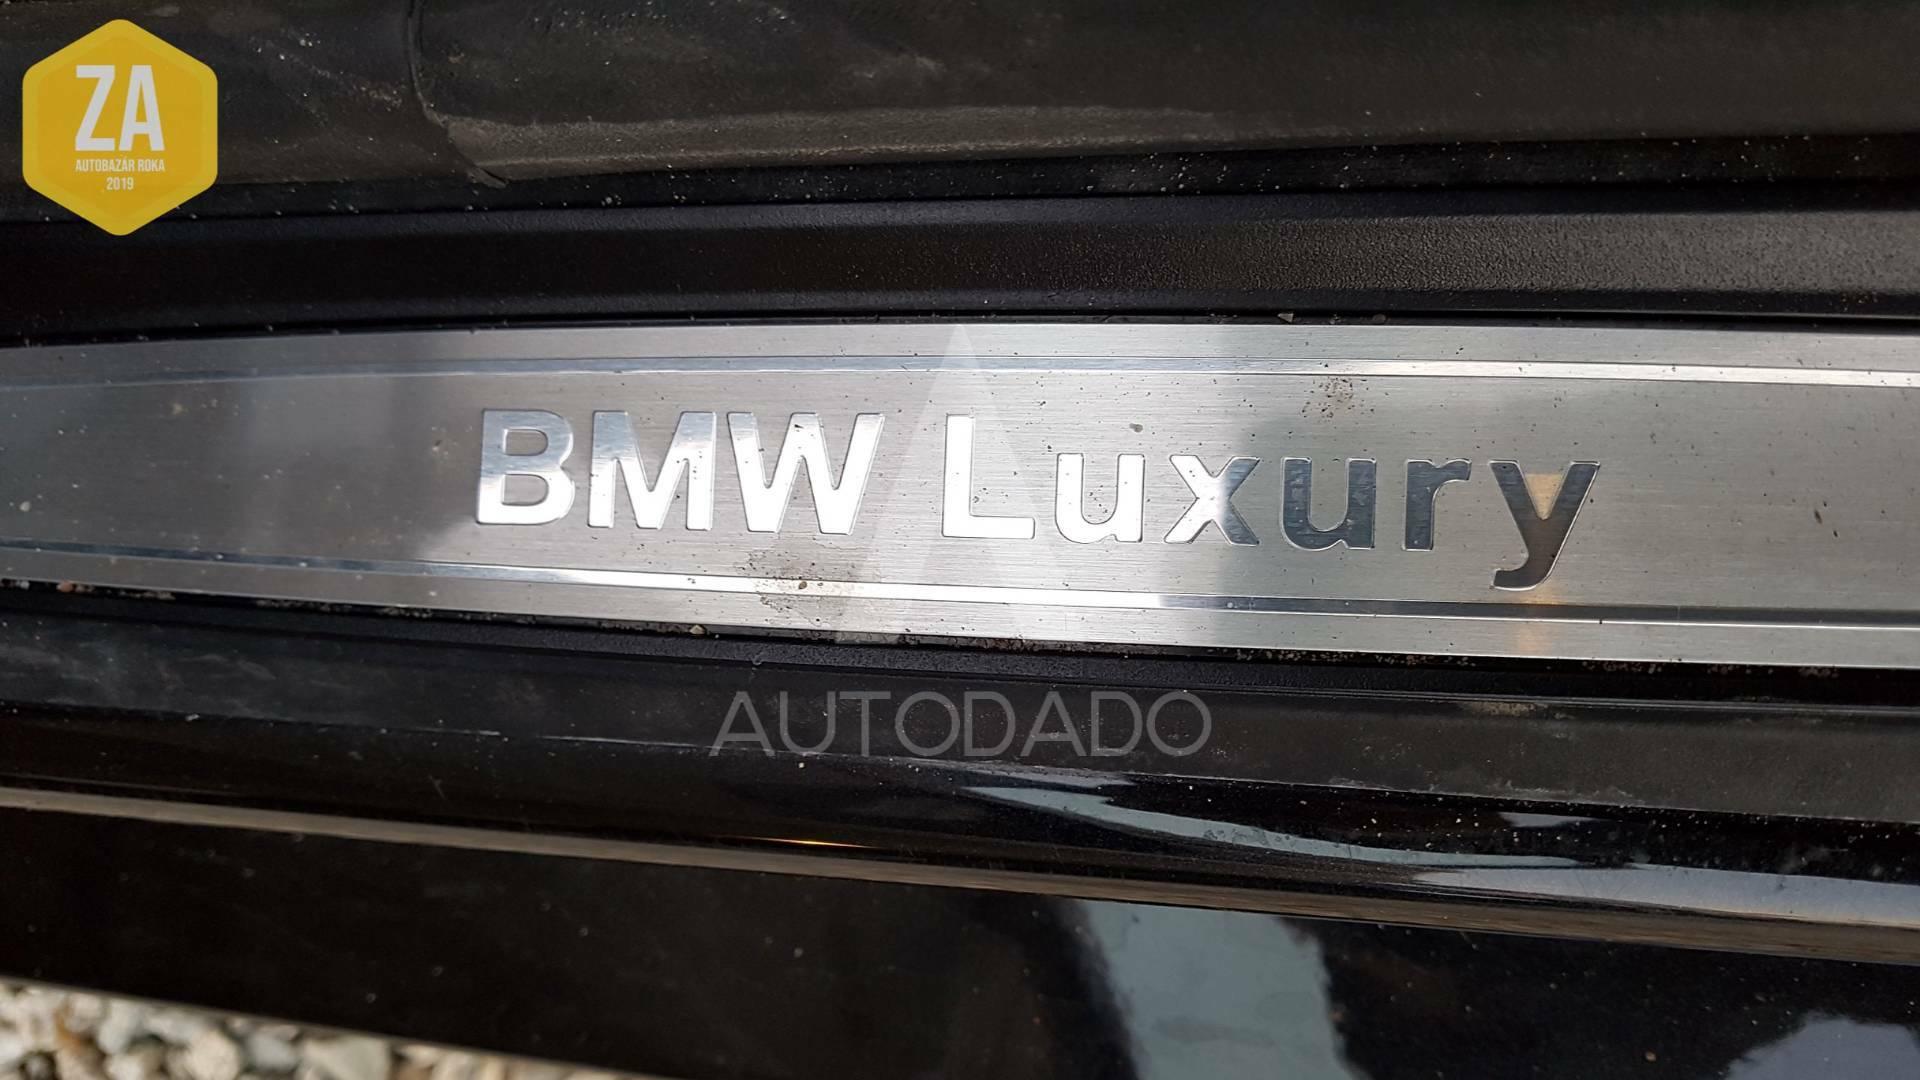 ZA
AUTOBAZÁR ROKA
2019
BMW Luxury
AUTODADO